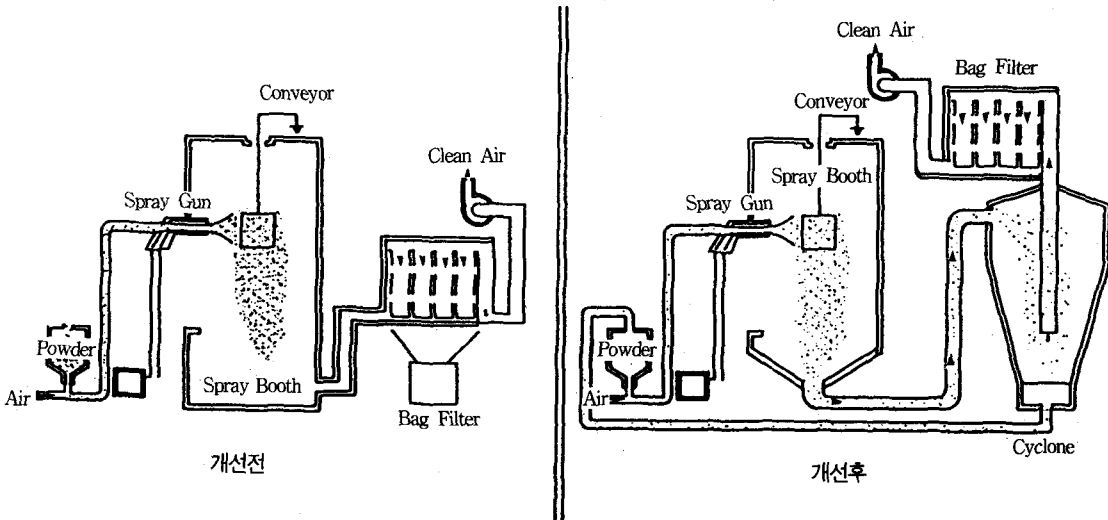 Conveyor
Clean Air
Spray Gun
Powder
Air
Spray Booth
Bag Filter
개선전
Clean Air
Bag Filter
Conveyor
Spray Booth
Spray Gun
Powder
Air
Cyclone
개선후